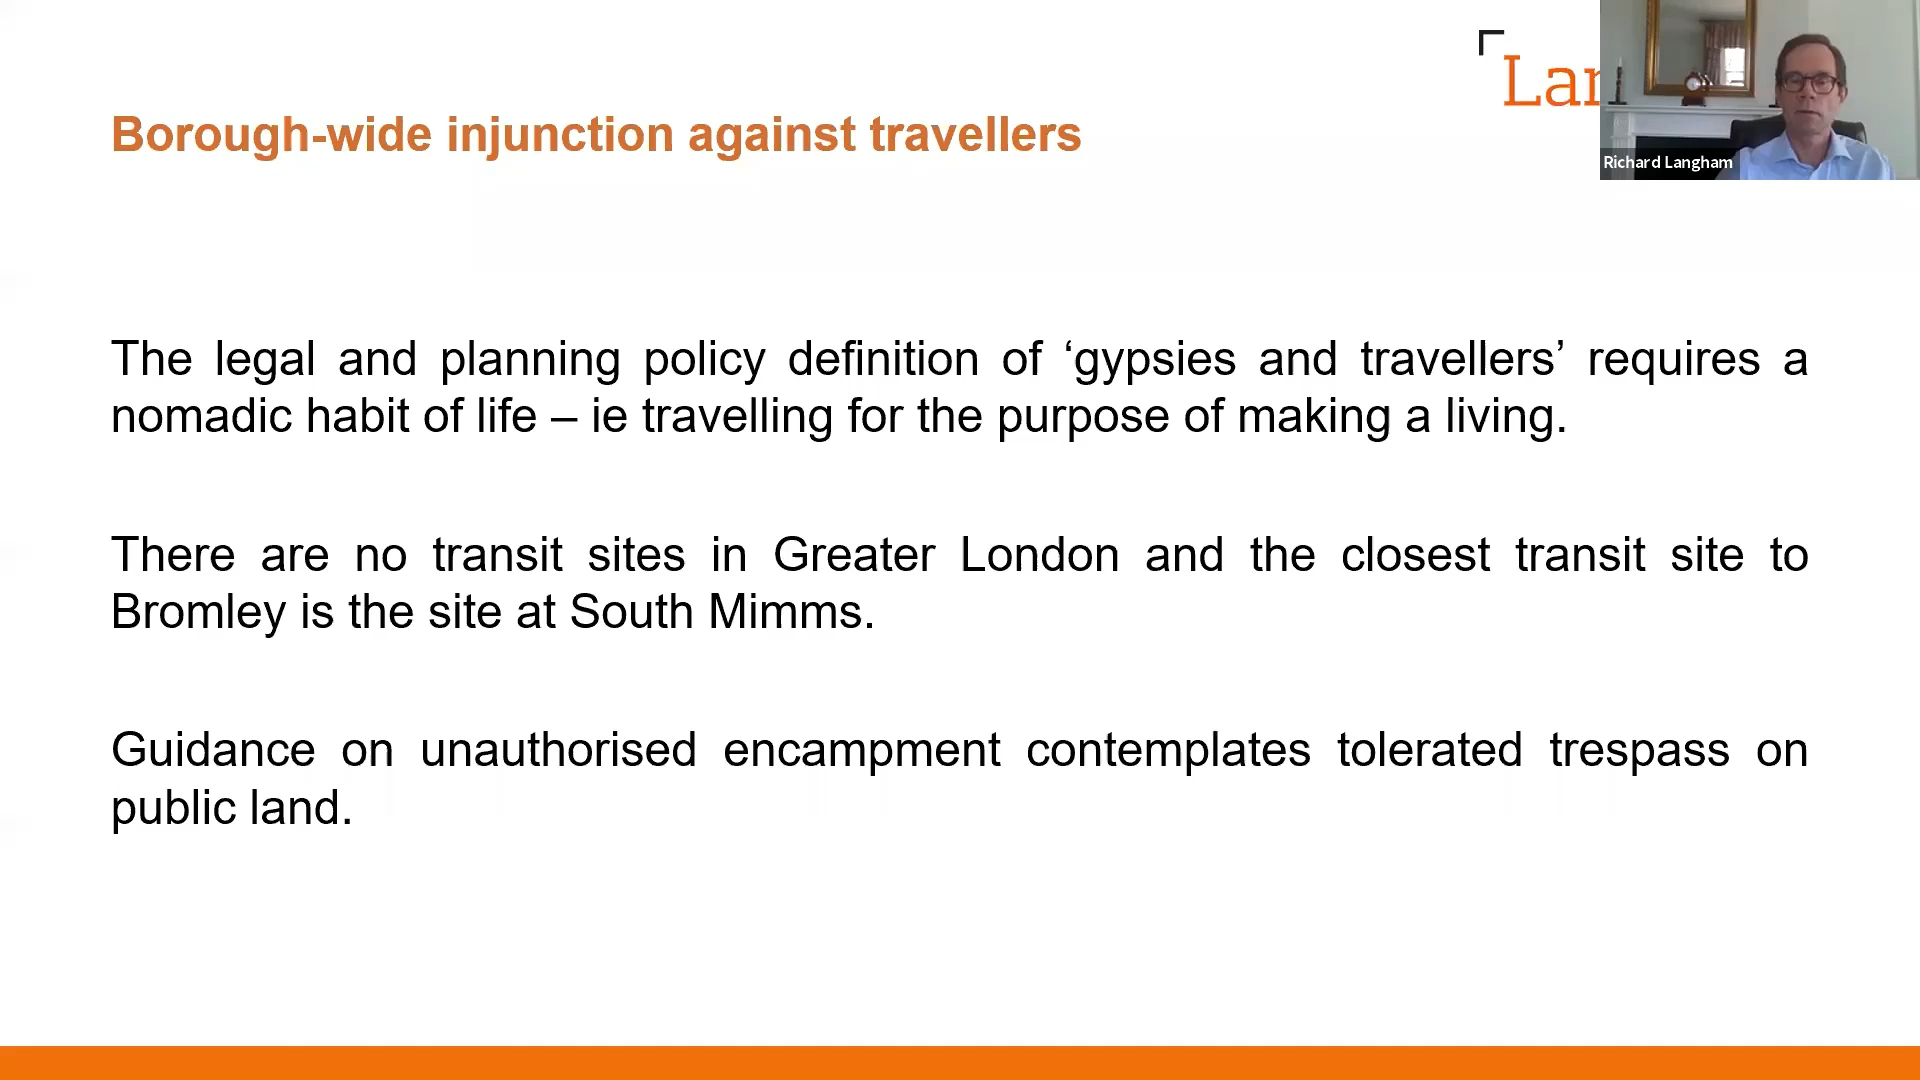 Borough-wide injunction against travellers
Richard Langham
The legal and planning policy definition of ‘gypsies and travellers’ requires a
nomadic habit of life – ie travelling for the purpose of making a living.
There are no transit sites in Greater London and the closest transit site to
Bromley is the site at South Mimms.
Guidance on unauthorised encampment contemplates tolerated trespass on
public land.